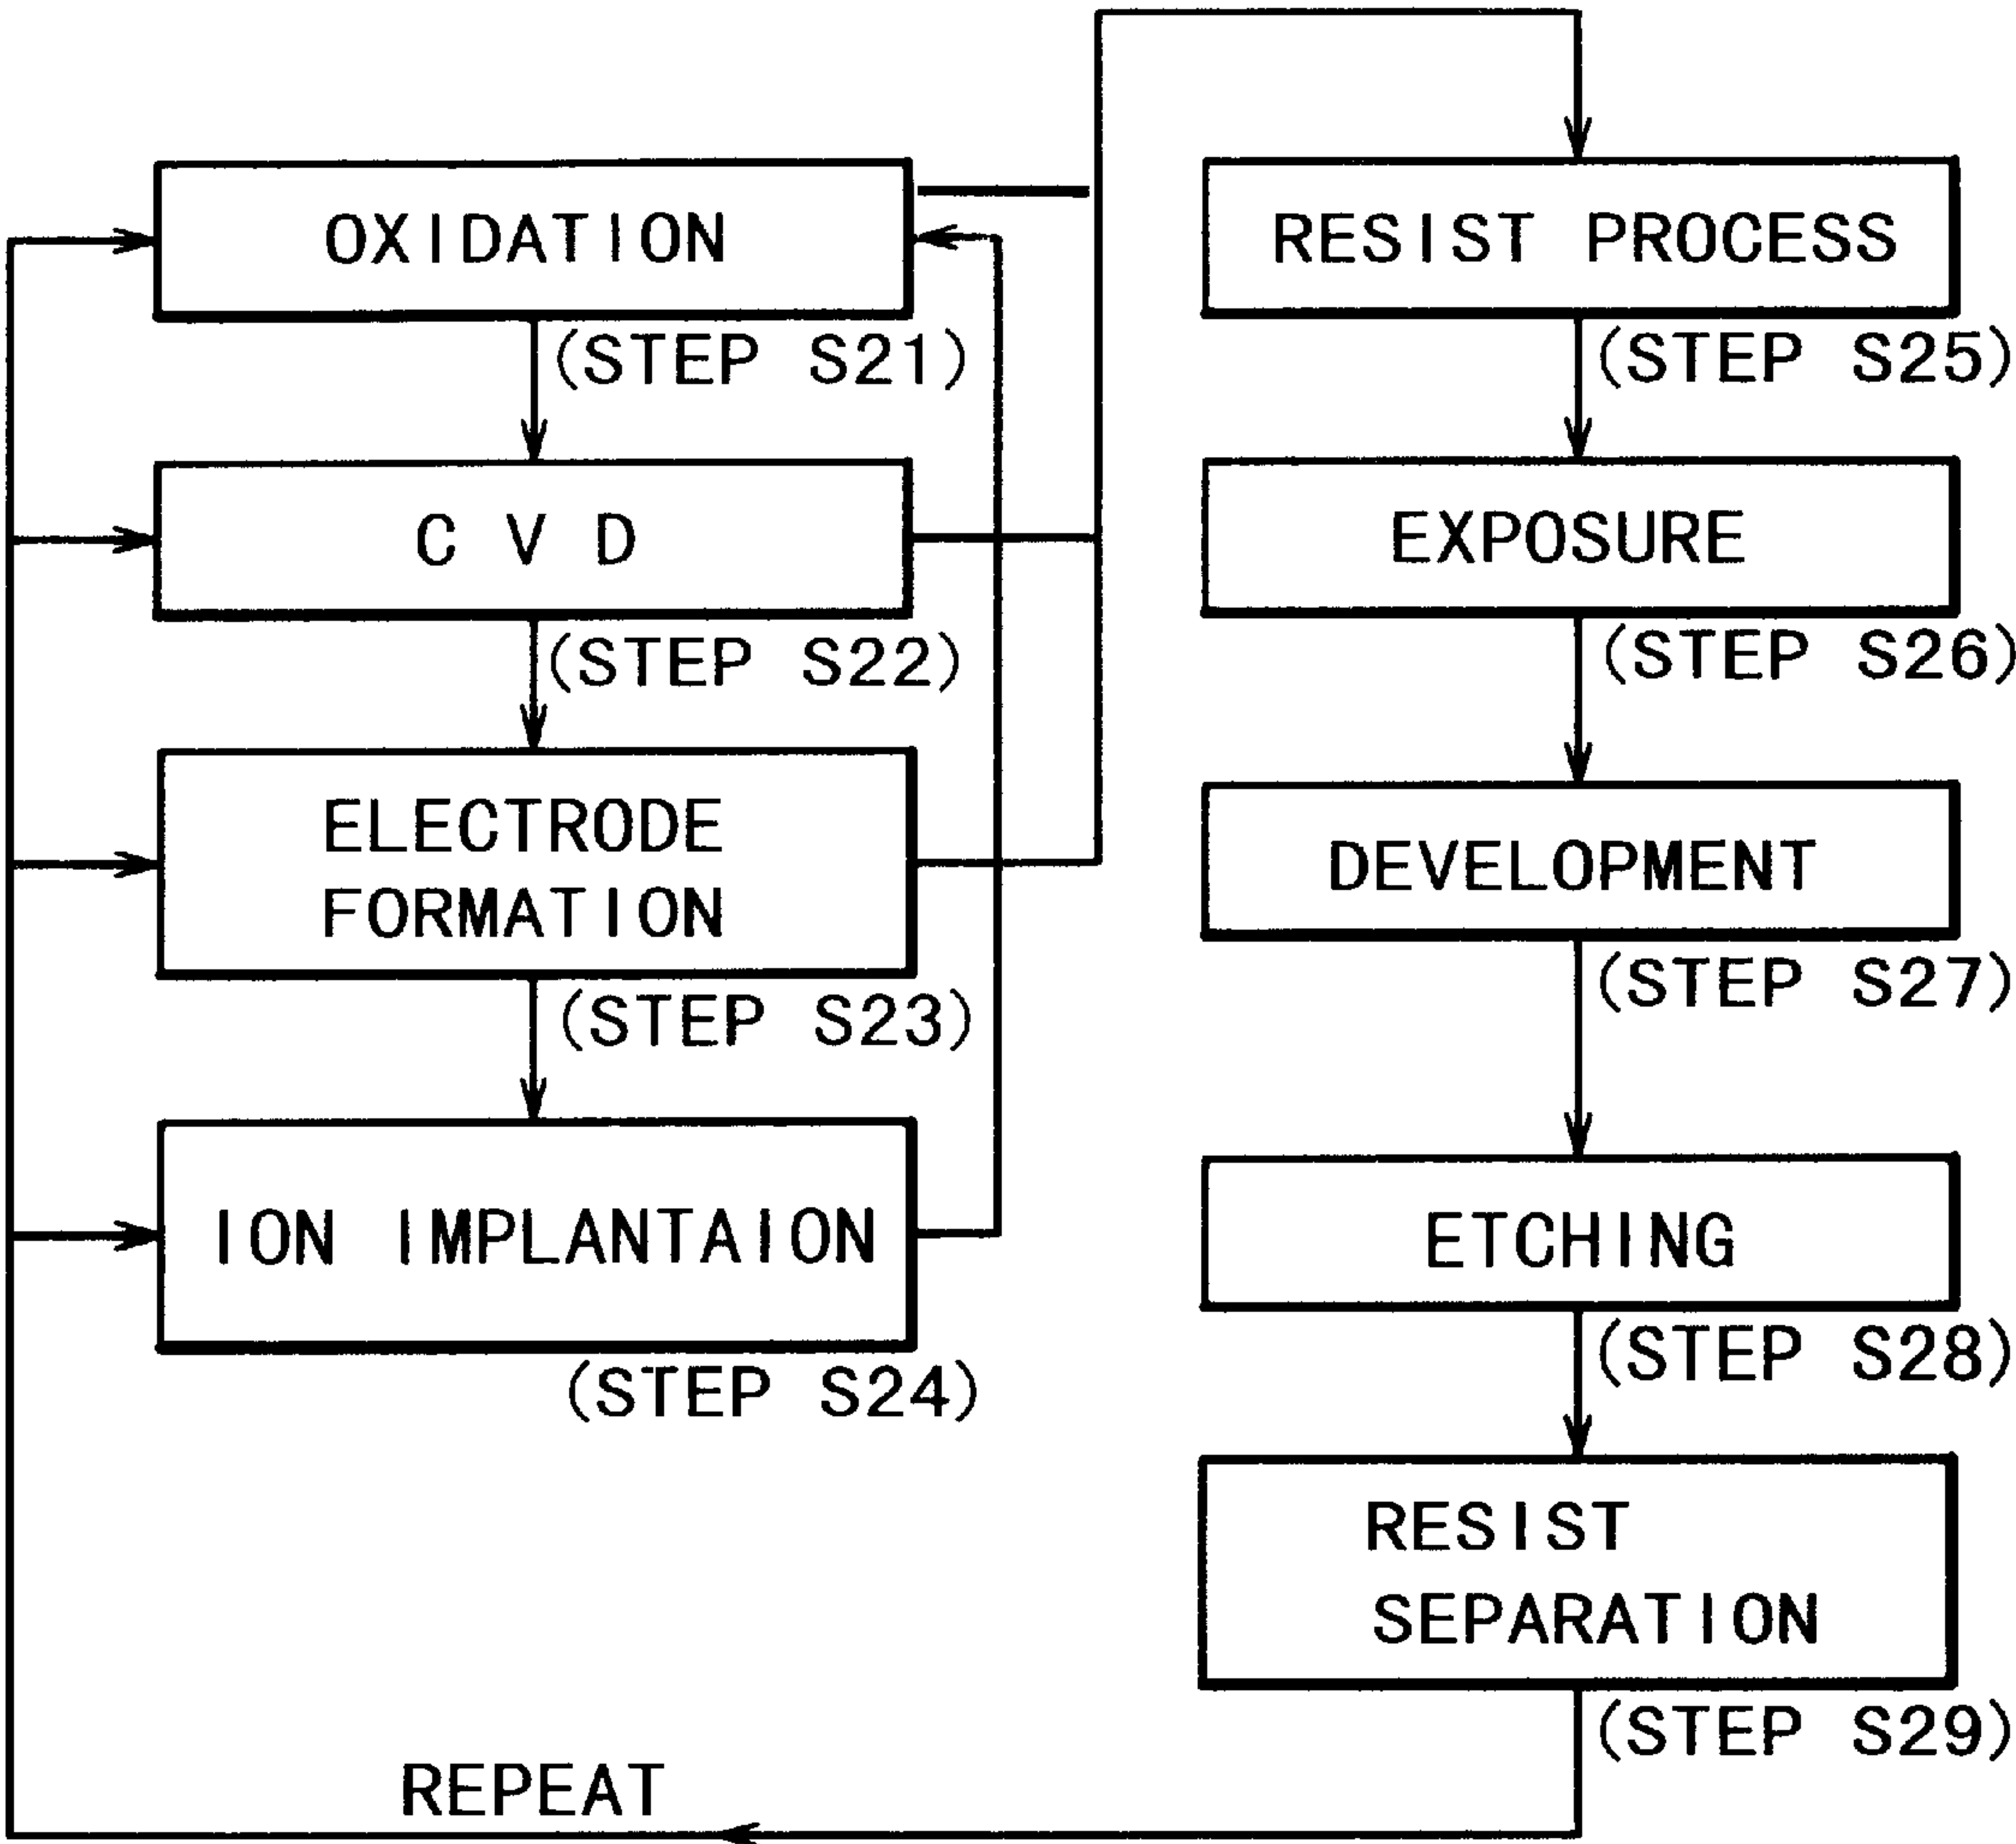 OXIDATION
(STEP S21)
C V D
(STEP S22)
ELECTRODE
FORMATION
(STEP S23)
ION IMPLANTAION
(STEP S24)
RESIST PROCESS
(STEP S25)
EXPOSURE
(STEP S26)
DEVELOPMENT
(STEP S27)
ETCHING
(STEP S28)
RESIST
SEPARATION
(STEP S29)
REPEAT